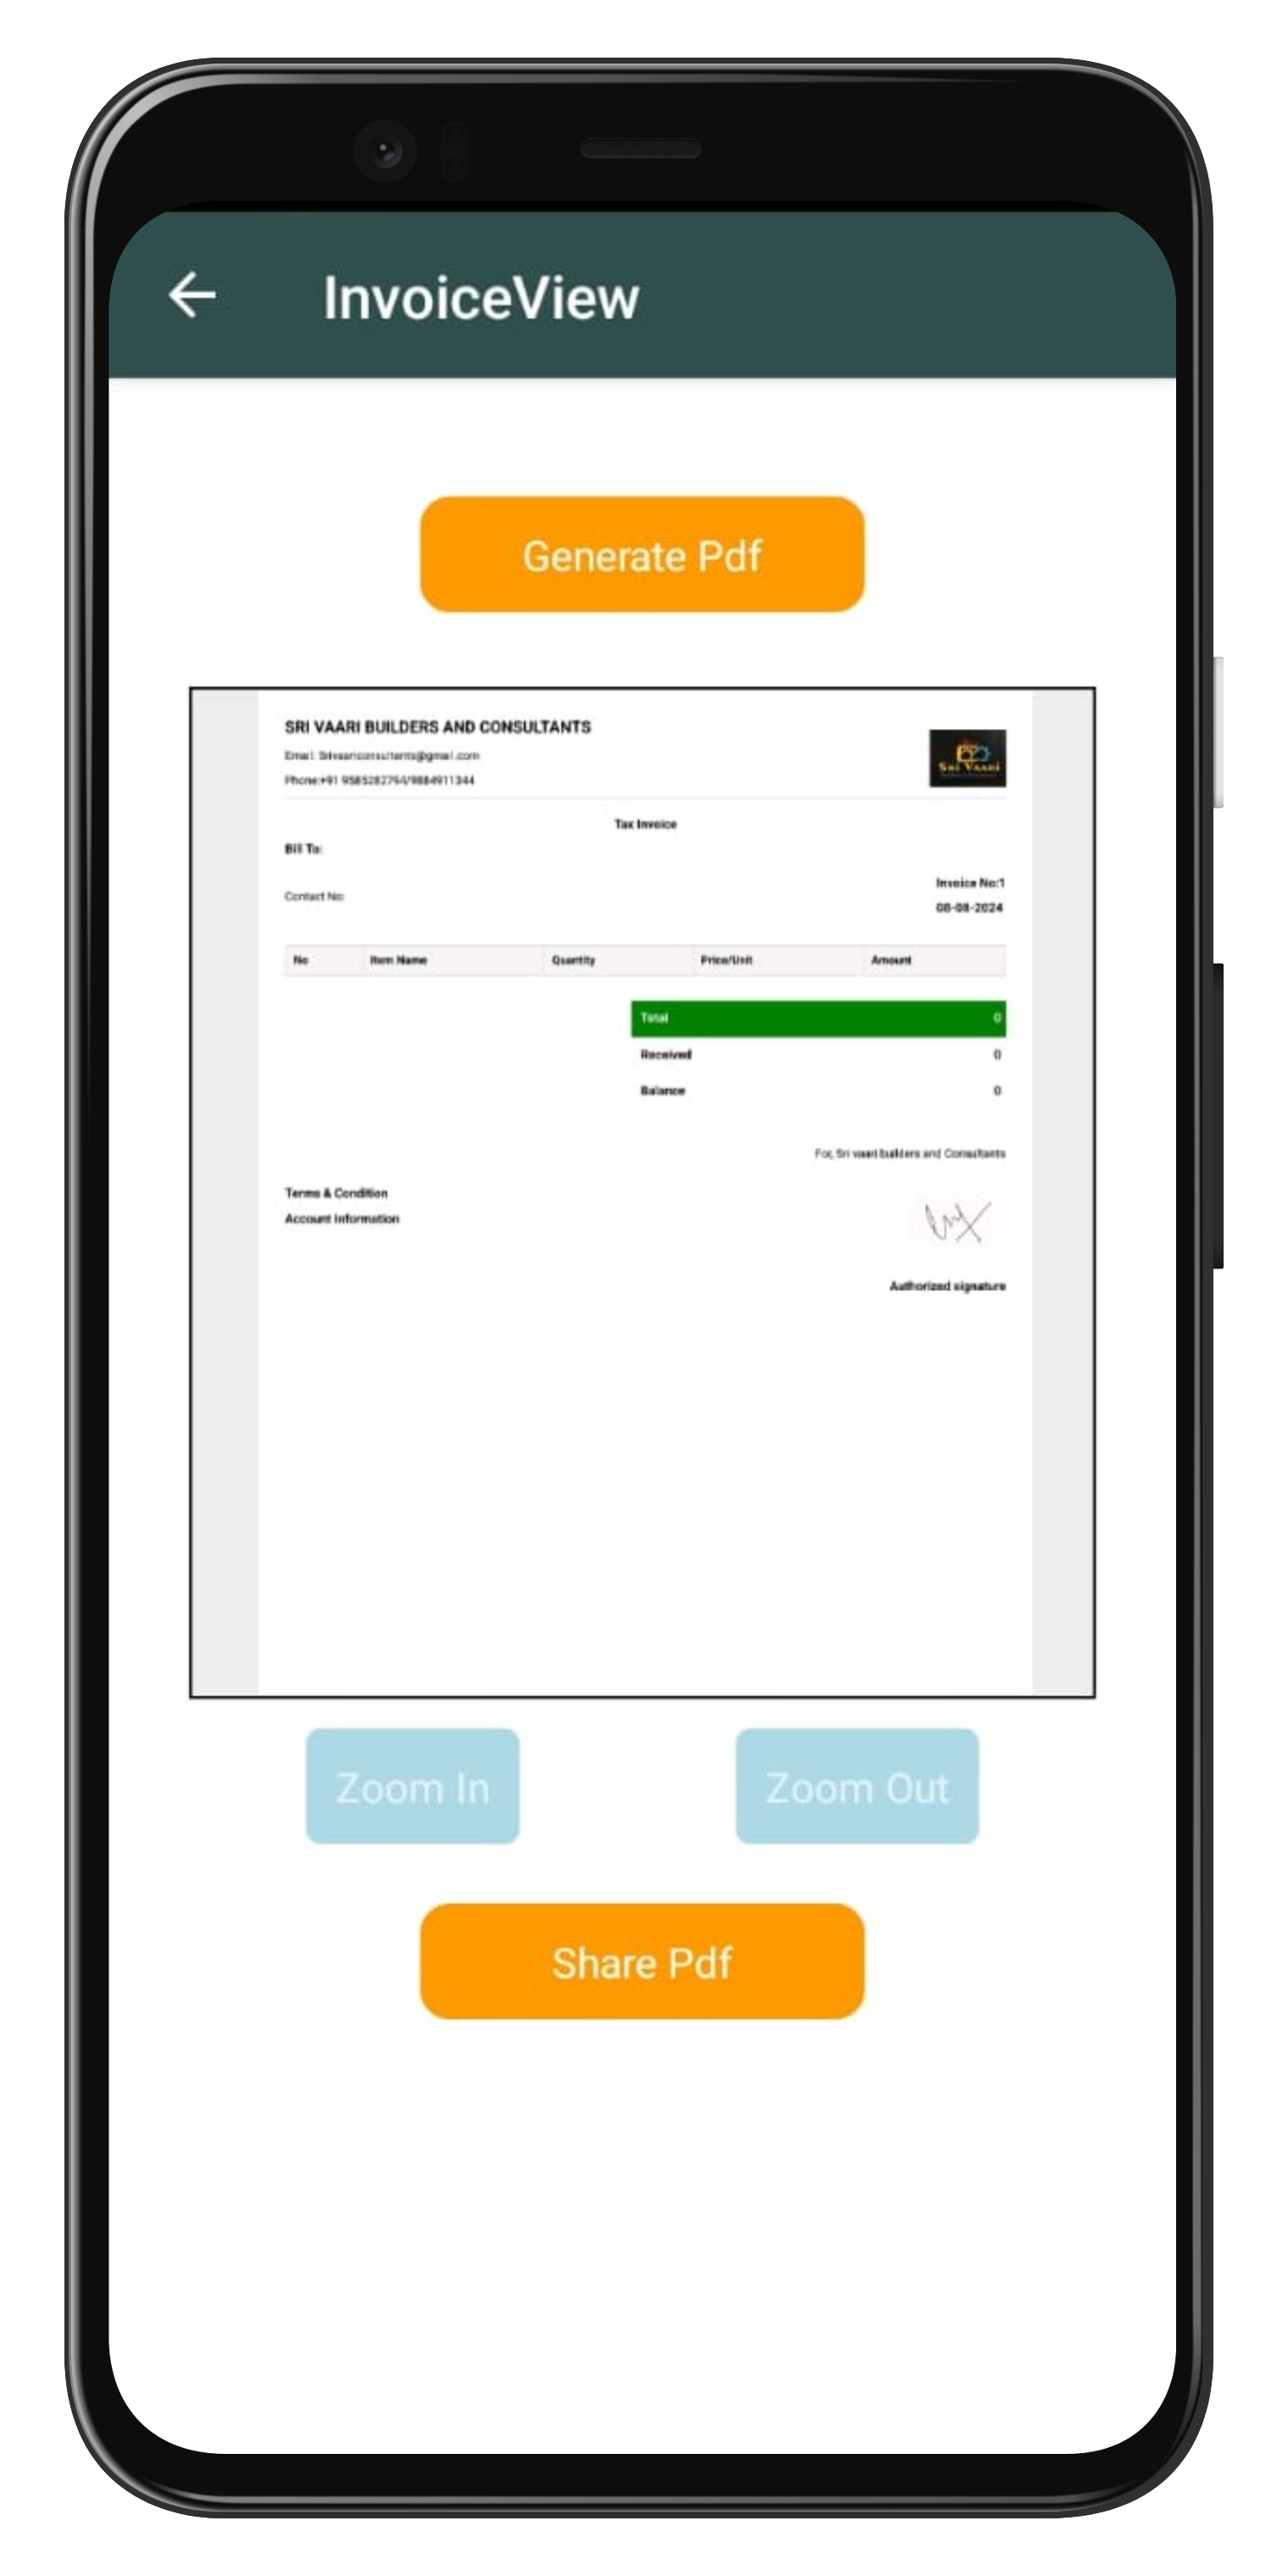 InvoiceView
Generate Pdf
SRI VAARI BUILDERS AND CONSULTANTS
Email: Srivaariconsultants@gmail.com
Phone:+91 9585282794/9884911344
Sri Vaari
Tax Invoice
Bill To:
Contact No:
Invoice No:1
08-08-2024
No Item Name Quantity Price/Unit Amount
Total 0
Received 0
Balance 0
For, Sri vaari builders and Consultants
Terms & Condition
Account Information
Authorized signature
Zoom In Zoom Out
Share Pdf